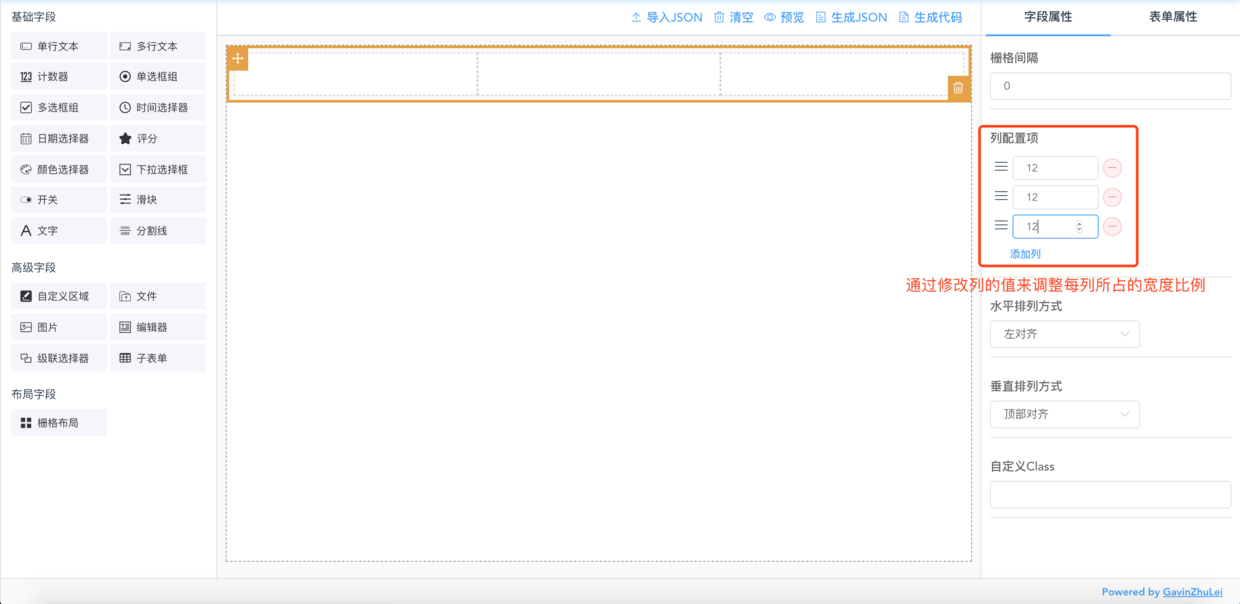 基础字段
导入JSON 清空 预览 生成JSON 生成代码
字段属性 表单属性
单行文本 多行文本
123 计数器 单选框组
多选框组 时间选择器
日期选择器 评分
颜色选择器 下拉选择框
开关 滑块
A 文字 分割线
高级字段
自定义区域 文件
图片 编辑器
级联选择器 子表单
布局字段
栅格布局
栅格间隔
0
列配置项
12
12
12
添加列
通过修改列的值来调整每列所占的宽度比例
水平排列方式
左对齐
垂直排列方式
顶部对齐
自定义Class
Powered by GavinZhuLei